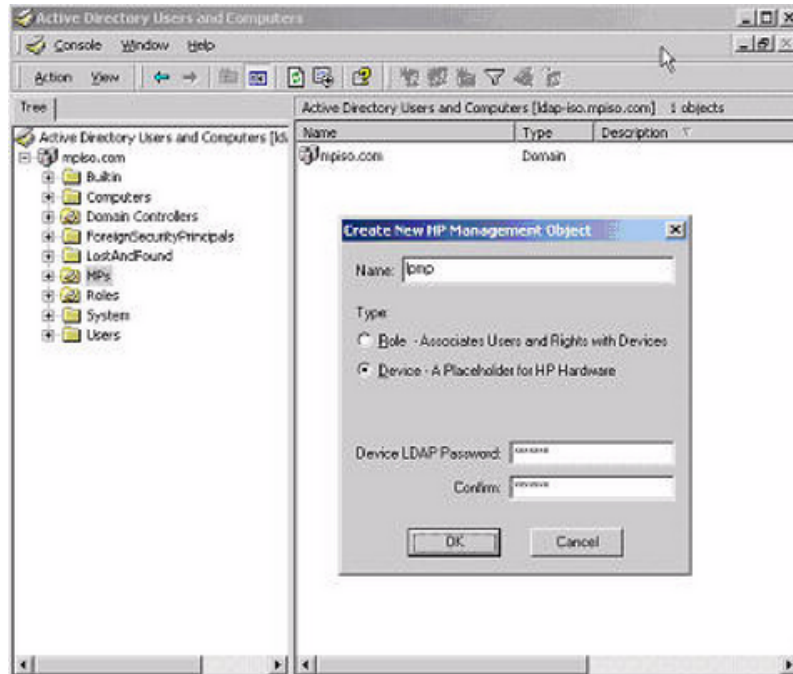 Active Directory Users and Computers
Console Window Help
Action View
Tree
Active Directory Users and Computers [ldap-iso.mpiso.com] 1 objects
Active Directory Users and Computers [lda
mpiso.com
Builtin
Computers
Domain Controllers
ForeignSecurityPrincipals
LostAndFound
MPs
Roles
System
Users
Name Type Description
mpiso.com Domain
Create New HP Management Object
Name: lpmp
Type:
Role - Associates Users and Rights with Devices
Device - A Placeholder for HP Hardware
Device LDAP Password: *******
Confirm: *******
OK Cancel